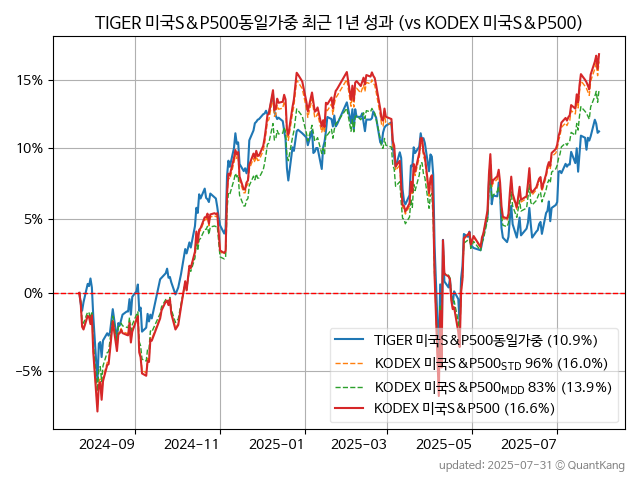 TIGER 미국S&P500동일가중 최근 1년 성과 (vs KODEX 미국S&P500)
15%
10%
5%
0%
−5%
TIGER 미국S&P500동일가중 (10.9%)
KODEX 미국S&P500STD 96% (16.0%)
KODEX 미국S&P500MDD 83% (13.9%)
KODEX 미국S&P500 (16.6%)
2024-09 2024-11 2025-01 2025-03 2025-05 2025-07
updated: 2025-07-31 © QuantKang